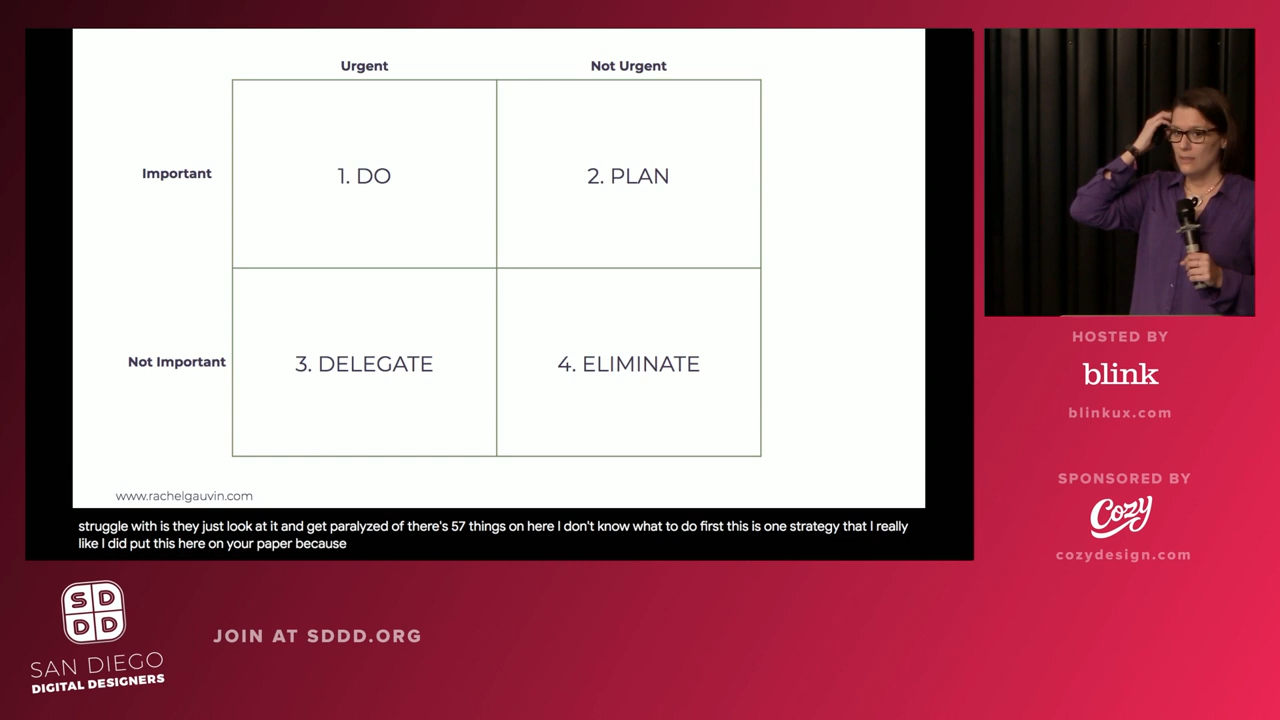 Urgent
Not Urgent
Important
1. DO
2. PLAN
Not Important
3. DELEGATE
4. ELIMINATE
www.rachelgauvin.com
struggle with is they just look at it and get paralyzed of there's 57 things on here I don't know what to do first this is one strategy that I really
like I did put this here on your paper because
HOSTED BY
blink
blinkux.com
SPONSORED BY
Cozy
cozydesign.com
SD
DD
SAN DIEGO
DIGITAL DESIGNERS
JOIN AT SDDD.ORG